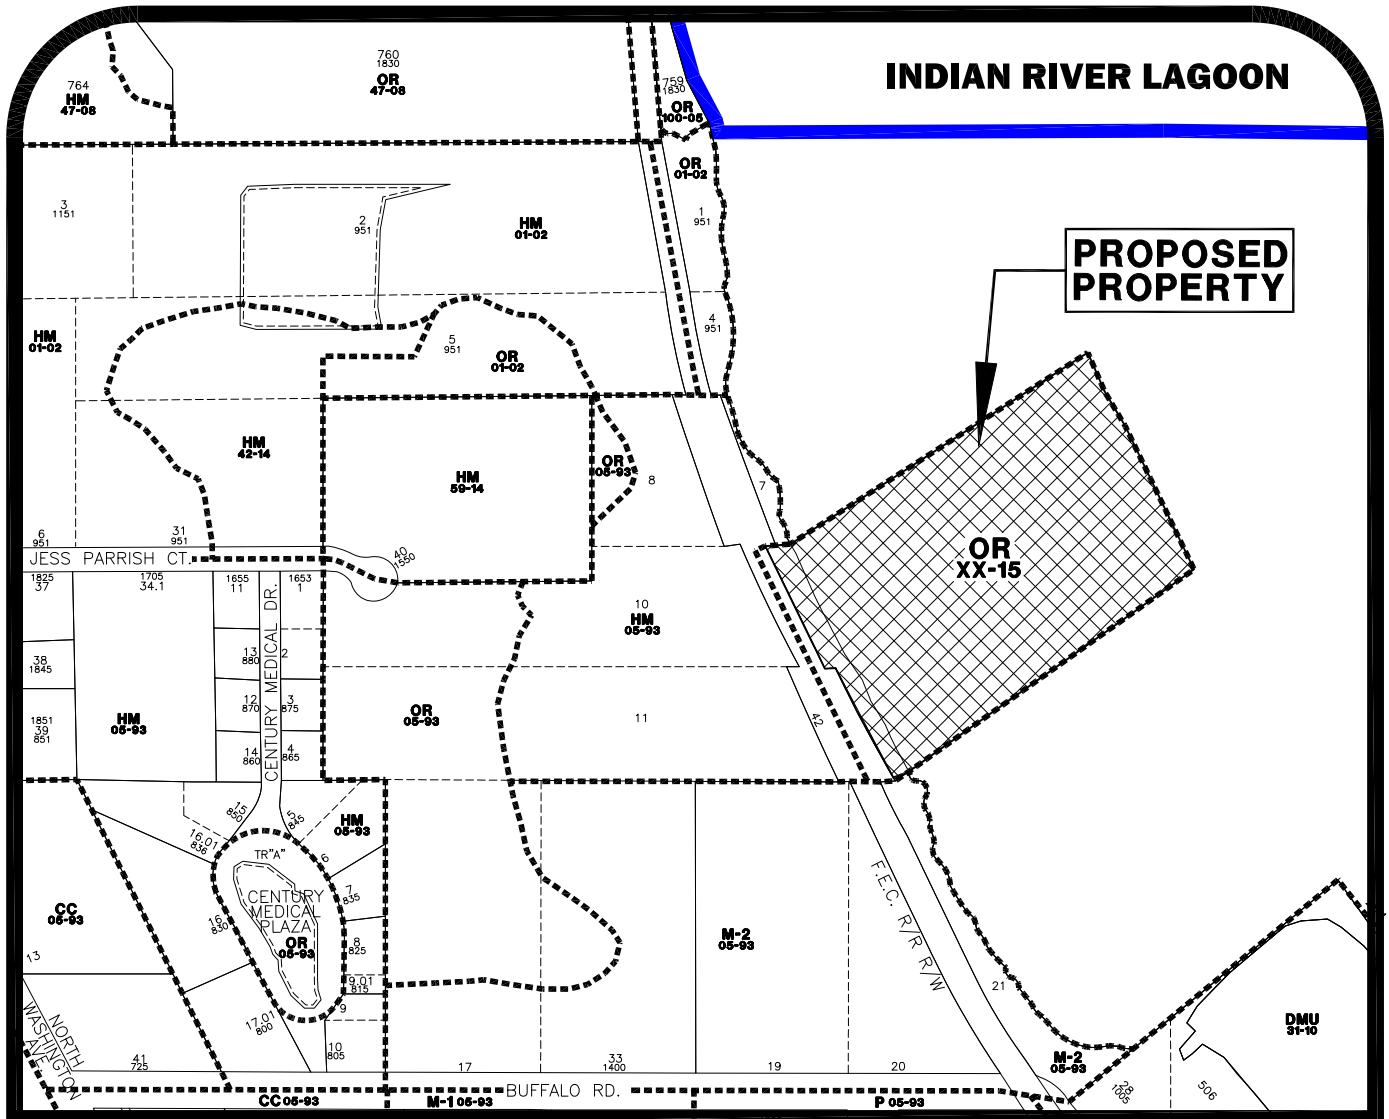 INDIAN RIVER LAGOON
764
HM
47-08
760
1830
OR
47-08
759
1830
OR
100-05
OR
01-02
3
1151
2
951
HM
01-02
1
951
PROPOSED
PROPERTY
HM
01-02
5
951
OR
01-02
4
951
HM
42-14
HM
59-14
OR
05-93
8
7
6
951
31
951
40
1550
JESS PARRISH CT.
OR
XX-15
1825
37
1705
34.1
1655
11
1653
1
10
HM
05-93
CENTURY MEDICAL DR.
38
1845
13
880
2
1851
39
851
HM
05-93
12
870
3
875
OR
05-93
11
42
14
860
4
865
15
850
5
845
HM
05-93
16.01
836
TR"A"
6
CENTURY
MEDICAL
PLAZA
OR
05-93
7
835
16
830
CC
05-93
8
825
M-2
05-93
F.E.C. R/R R/W
13
9.01
815
9
21
17.01
800
10
805
NORTH
WASHINGTON
AVE.
41
725
17
33
1400
19
20
M-2
05-93
28
1005
506
DMU
31-10
BUFFALO RD.
CC 05-93
M-1 05-93
P 05-93